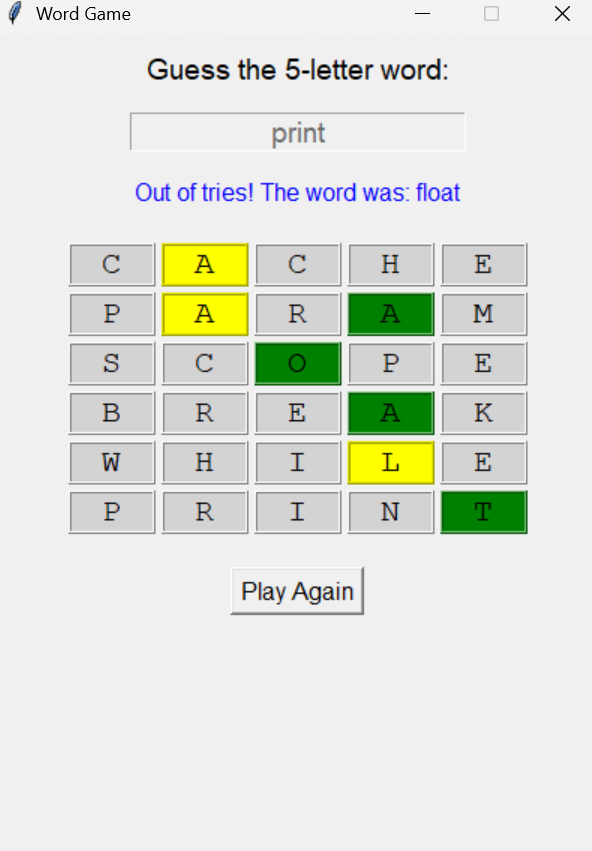 Word Game
Guess the 5-letter word:
print
Out of tries! The word was: float
C A C H E
P A R A M
S C O P E
B R E A K
W H I L E
P R I N T
Play Again